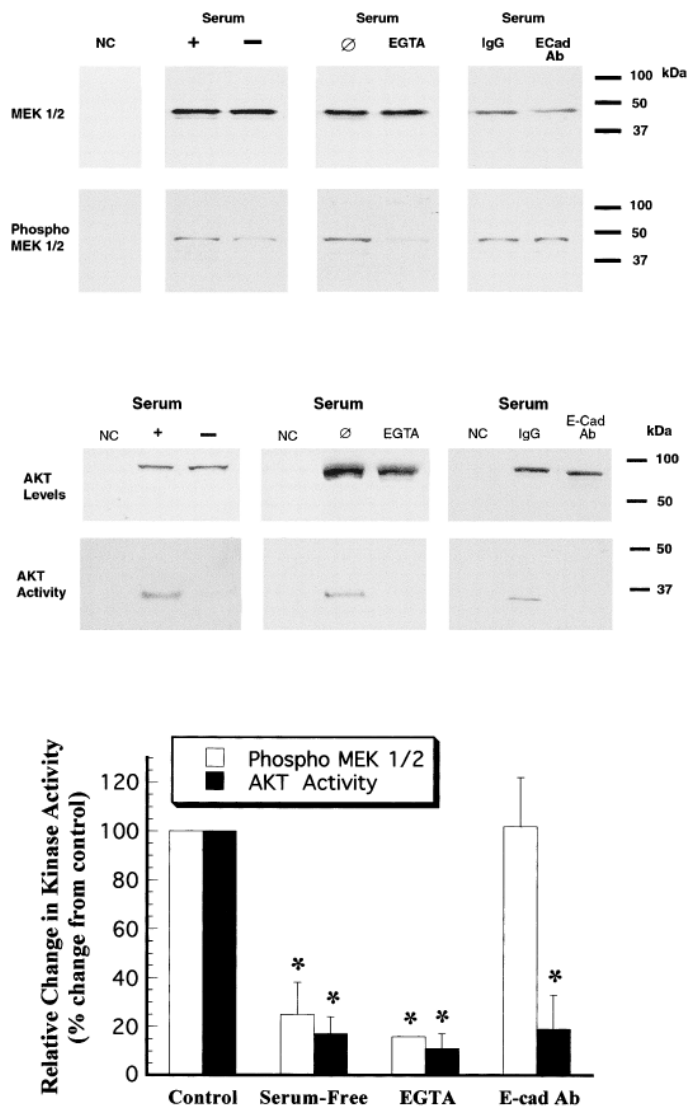 Serum Serum Serum
NC + − ∅ EGTA IgG ECad Ab
100 kDa
MEK 1/2 50
37
100
Phospho MEK 1/2 50
37
Serum Serum Serum
NC + − NC ∅ EGTA NC IgG E-Cad Ab kDa
AKT Levels 100
50
AKT Activity 50
37
Relative Change in Kinase Activity
(% change from control)
Phospho MEK 1/2
AKT Activity
120
100
80
60
40
20
0
* * * * *
Control Serum-Free EGTA E-cad Ab